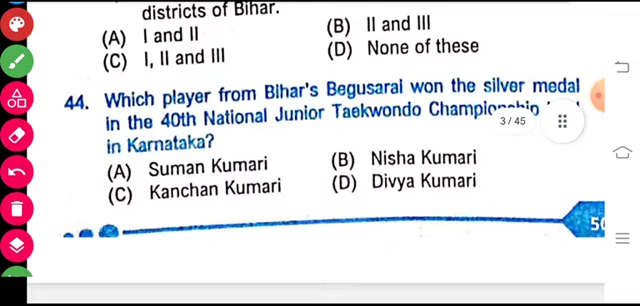 districts of Bihar.
(A) I and II (B) II and III
(C) I, II and III (D) None of these
44. Which player from Bihar's Begusarai won the silver medal
in the 40th National Junior Taekwondo
3 / 45
in Karnataka?
(A) Suman Kumari (B) Nisha Kumari
(C) Kanchan Kumari (D) Divya Kumari